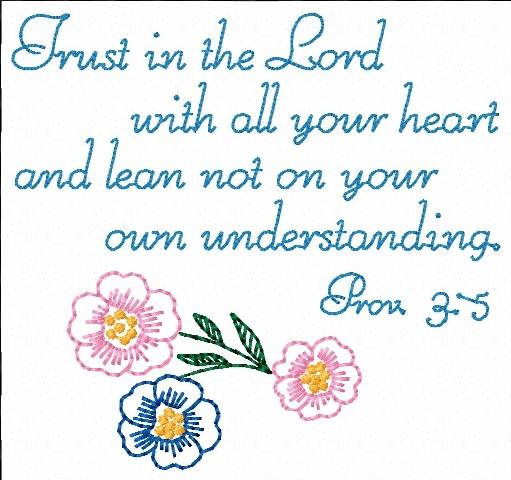 Trust in the Lord
with all your heart
and lean not on your
own understanding.
Prov. 3-5